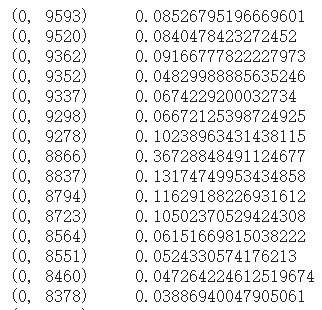 (0, 9593)	0.08526795196669601
(0, 9520)	0.0840478423272452
(0, 9362)	0.09166777822227973
(0, 9352)	0.04829988885635246
(0, 9337)	0.0674229200032734
(0, 9298)	0.06672125398724925
(0, 9278)	0.10238963431438115
(0, 8866)	0.36728848491124677
(0, 8837)	0.13174749953434858
(0, 8794)	0.11629188226931612
(0, 8723)	0.10502370529424308
(0, 8564)	0.06151669815038222
(0, 8551)	0.0524330574176213
(0, 8460)	0.047264224612519674
(0, 8378)	0.03886940047905061